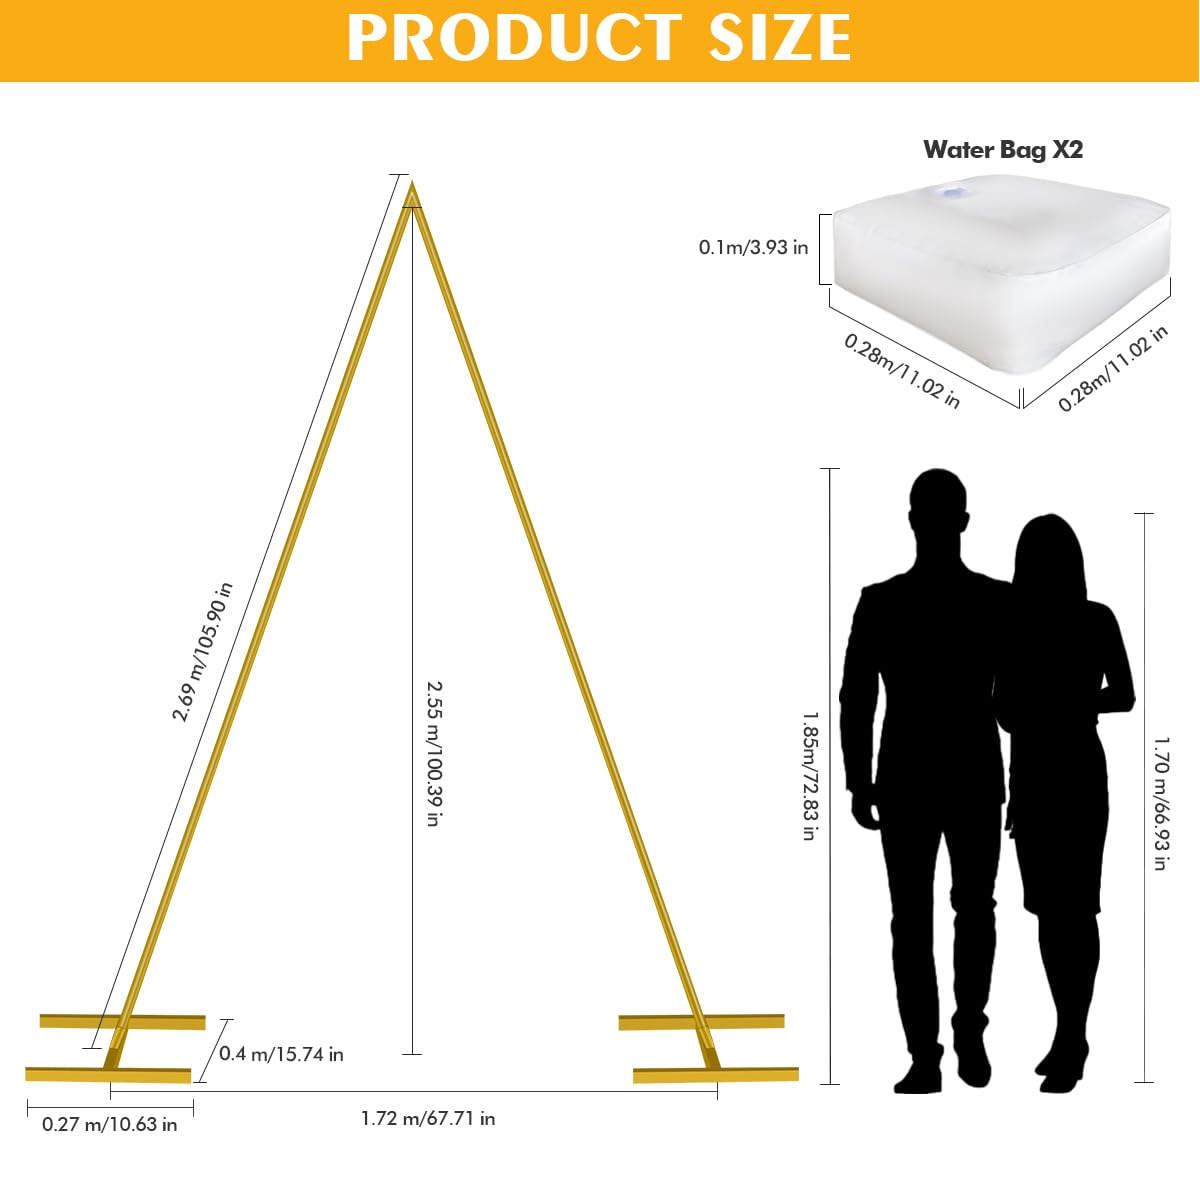 PRODUCT SIZE
Water Bag X2
0.1m/3.93 in
0.28m/11.02 in
0.28m/11.02 in
2.69 m/105.90 in
2.55 m/100.39 in
1.85m/72.83 in
1.70 m/66.93 in
0.4 m/15.74 in
0.27 m/10.63 in
1.72 m/67.71 in